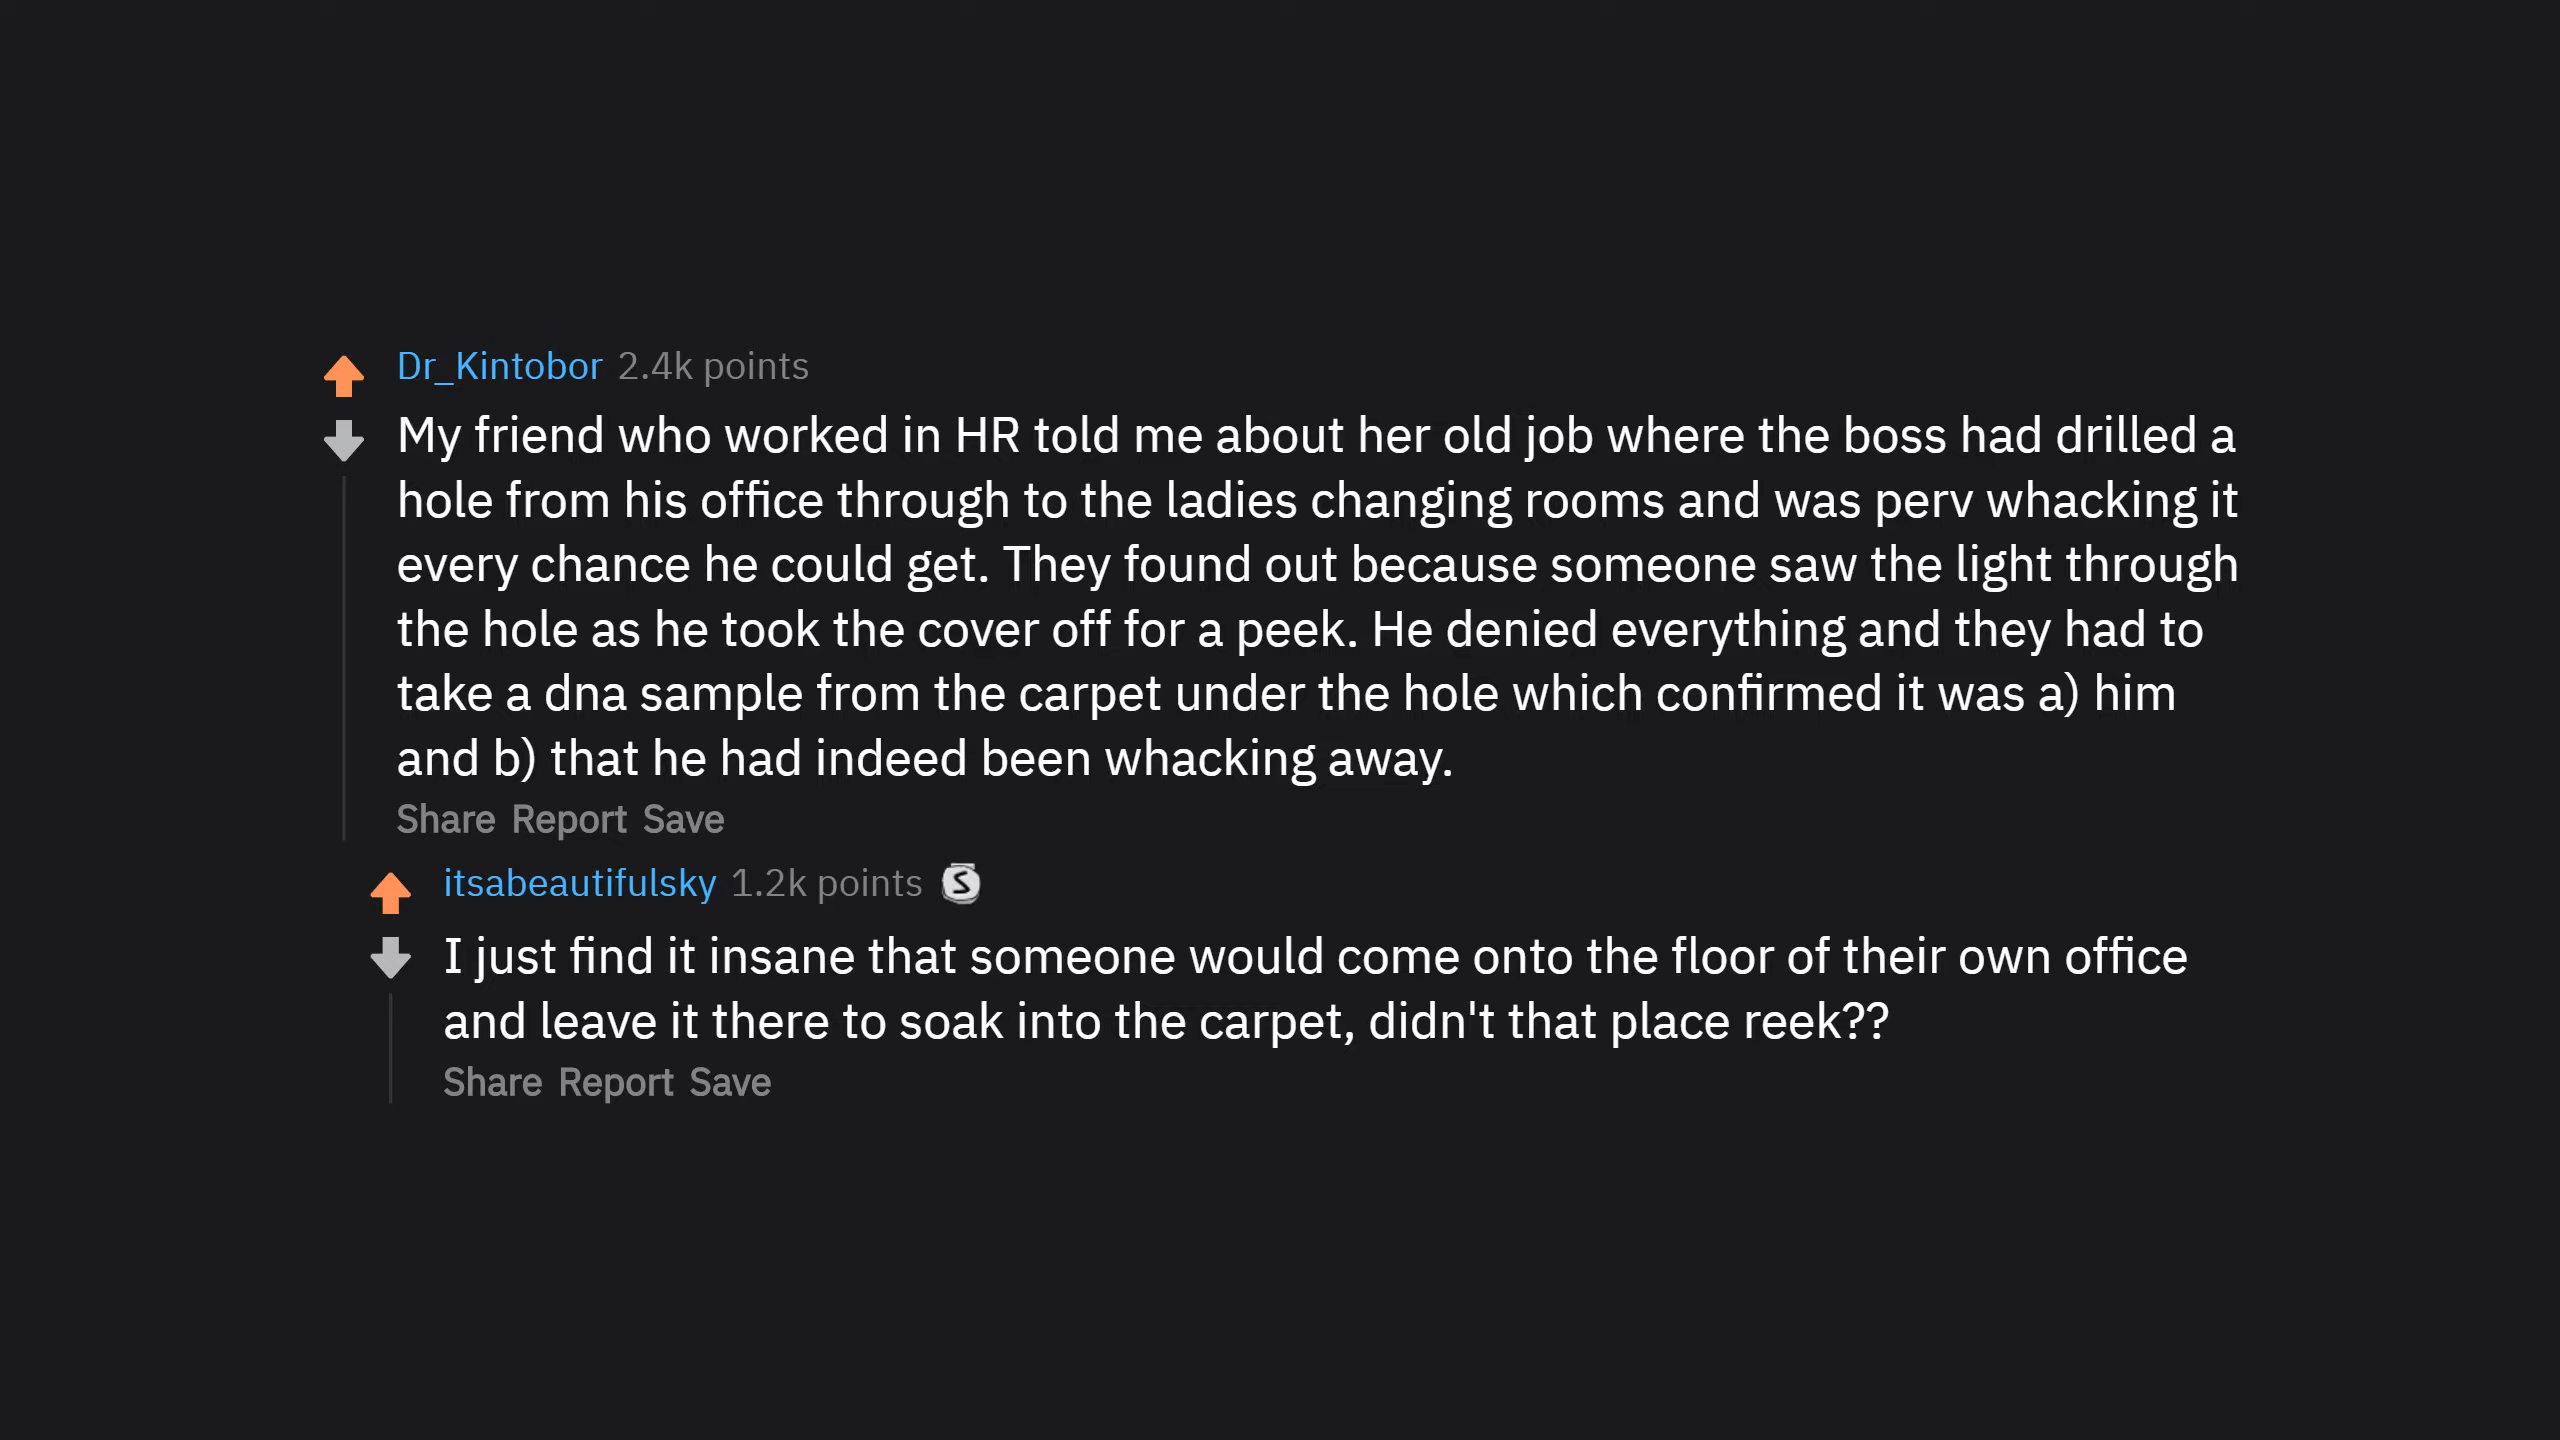 Dr_Kintobor 2.4k points
My friend who worked in HR told me about her old job where the boss had drilled a
hole from his office through to the ladies changing rooms and was perv whacking it
every chance he could get. They found out because someone saw the light through
the hole as he took the cover off for a peek. He denied everything and they had to
take a dna sample from the carpet under the hole which confirmed it was a) him
and b) that he had indeed been whacking away.
Share Report Save
itsabeautifulsky 1.2k points S
I just find it insane that someone would come onto the floor of their own office
and leave it there to soak into the carpet, didn't that place reek??
Share Report Save